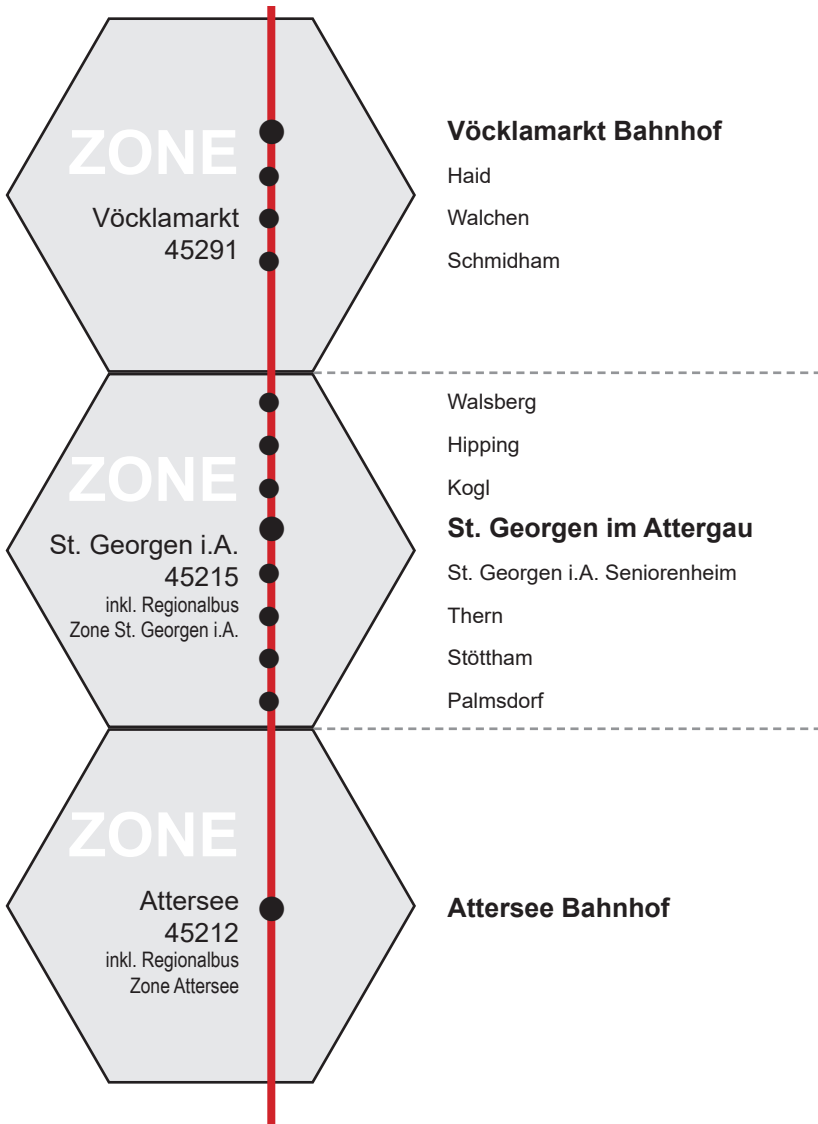 ZONE
Vöcklamarkt
45291
Vöcklamarkt Bahnhof
Haid
Walchen
Schmidham
ZONE
St. Georgen i.A.
45215
inkl. Regionalbus
Zone St. Georgen i.A.
Walsberg
Hipping
Kogl
St. Georgen im Attergau
St. Georgen i.A. Seniorenheim
Thern
Stöttham
Palmsdorf
ZONE
Attersee
45212
inkl. Regionalbus
Zone Attersee
Attersee Bahnhof